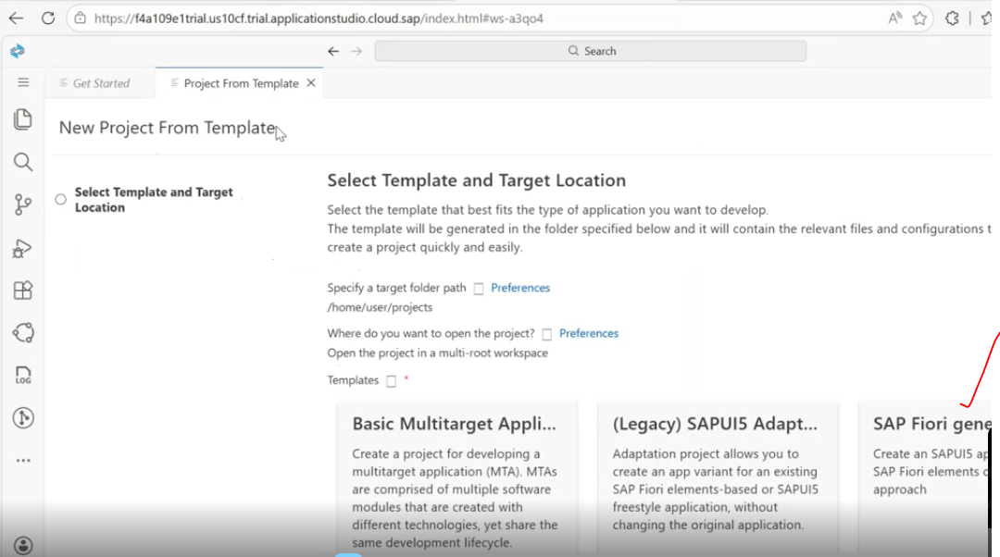 https://f4a109e1trial.us10cf.trial.applicationstudio.cloud.sap/index.html#ws-a3qo4
Search
Get Started
Project From Template
New Project From Template
Select Template and Target
Location
Select Template and Target Location
Select the template that best fits the type of application you want to develop.
The template will be generated in the folder specified below and it will contain the relevant files and configurations t
create a project quickly and easily.
Specify a target folder path Preferences
/home/user/projects
Where do you want to open the project? Preferences
Open the project in a multi-root workspace
Templates *
Basic Multitarget Appli...
Create a project for developing a
multitarget application (MTA). MTAs
are comprised of multiple software
modules that are created with
different technologies, yet share the
same development lifecycle.
(Legacy) SAPUI5 Adapt...
Adaptation project allows you to
create an app variant for an existing
SAP Fiori elements-based or SAPUI5
freestyle application, without
changing the original application.
SAP Fiori gene
Create an SAPUI5 ap
SAP Fiori elements o
approach
LOG